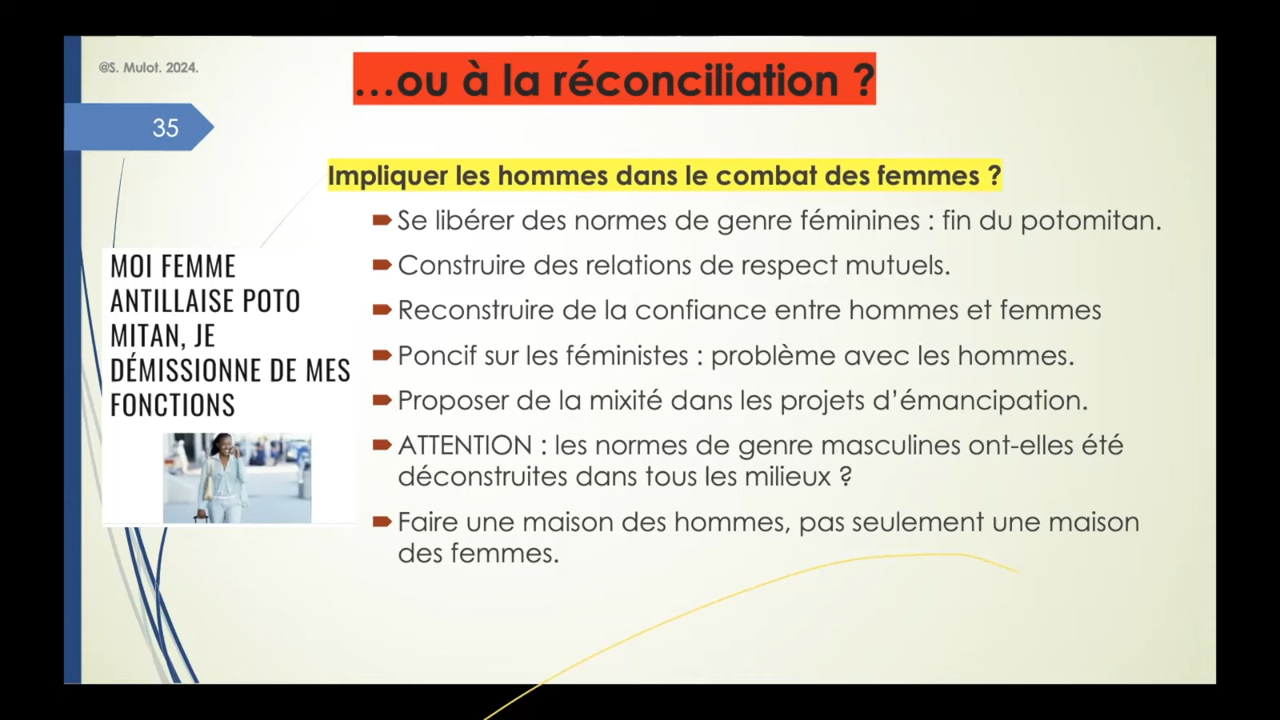 @S. Mulot. 2024.
…ou à la réconciliation ?
35
Impliquer les hommes dans le combat des femmes ?
Se libérer des normes de genre féminines : fin du potomitan.
Construire des relations de respect mutuels.
Reconstruire de la confiance entre hommes et femmes
Poncif sur les féministes : problème avec les hommes.
Proposer de la mixité dans les projets d’émancipation.
ATTENTION : les normes de genre masculines ont-elles été
déconstruites dans tous les milieux ?
Faire une maison des hommes, pas seulement une maison
des femmes.
MOI FEMME
ANTILLAISE POTO
MITAN, JE
DÉMISSIONNE DE MES
FONCTIONS